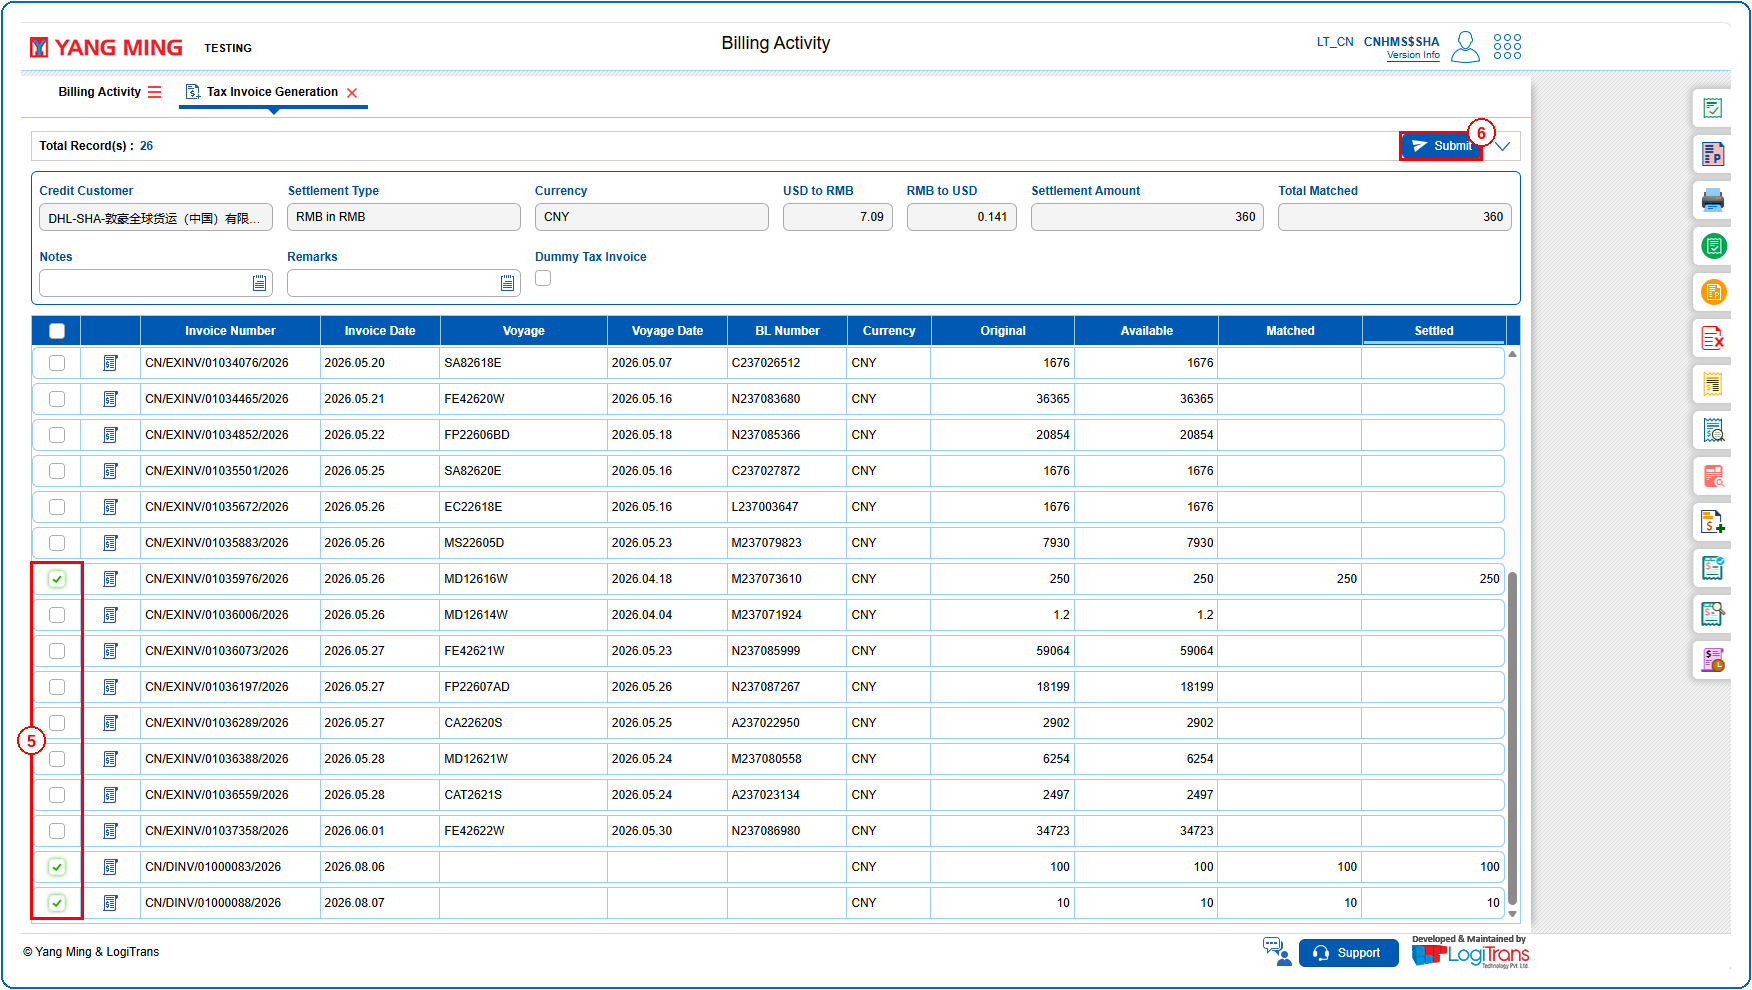 YANG MING TESTING Billing Activity LT_CN CNHMS$SHA
Version Info
Billing Activity Tax Invoice Generation
Total Record(s) : 26 Submit 6
Credit Customer Settlement Type Currency USD to RMB RMB to USD Settlement Amount Total Matched
DHL-SHA-敦豪全球货运（中国）有限... RMB in RMB CNY 7.09 0.141 360 360
Notes Remarks Dummy Tax Invoice
Invoice Number Invoice Date Voyage Voyage Date BL Number Currency Original Available Matched Settled
CN/EXINV/01034076/2026 2026.05.20 SA82618E 2026.05.07 C237026512 CNY 1676 1676
CN/EXINV/01034465/2026 2026.05.21 FE42620W 2026.05.16 N237083680 CNY 36365 36365
CN/EXINV/01034852/2026 2026.05.22 FP22606BD 2026.05.18 N237085366 CNY 20854 20854
CN/EXINV/01035501/2026 2026.05.25 SA82620E 2026.05.16 C237027872 CNY 1676 1676
CN/EXINV/01035672/2026 2026.05.26 EC22618E 2026.05.16 L237003647 CNY 1676 1676
CN/EXINV/01035883/2026 2026.05.26 MS22605D 2026.05.23 M237079823 CNY 7930 7930
CN/EXINV/01035976/2026 2026.05.26 MD12616W 2026.04.18 M237073610 CNY 250 250 250 250
CN/EXINV/01036006/2026 2026.05.26 MD12614W 2026.04.04 M237071924 CNY 1.2 1.2
CN/EXINV/01036073/2026 2026.05.27 FE42621W 2026.05.23 N237085999 CNY 59064 59064
CN/EXINV/01036197/2026 2026.05.27 FP22607AD 2026.05.26 N237087267 CNY 18199 18199
CN/EXINV/01036289/2026 2026.05.27 CA22620S 2026.05.25 A237022950 CNY 2902 2902
5
CN/EXINV/01036388/2026 2026.05.28 MD12621W 2026.05.24 M237080558 CNY 6254 6254
CN/EXINV/01036559/2026 2026.05.28 CAT2621S 2026.05.24 A237023134 CNY 2497 2497
CN/EXINV/01037358/2026 2026.06.01 FE42622W 2026.05.30 N237086980 CNY 34723 34723
CN/DINV/01000083/2026 2026.08.06 CNY 100 100 100 100
CN/DINV/01000088/2026 2026.08.07 CNY 10 10 10 10
© Yang Ming & LogiTrans Support Developed & Maintained by
LogiTrans
Technology Pvt. Ltd.